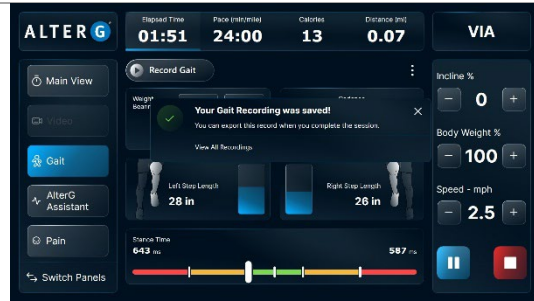 ALTERG
Elapsed Time
01:51
Pace (min/mile)
24:00
Calories
13
Distance (mi)
0.07
VIA
Main View
Video
Gait
AlterG
Assistant
Pain
Switch Panels
Record Gait
Weight
Bearing
Cadence
Your Gait Recording was saved!
You can export this record when you complete the session.
View All Recordings
Left Step Length
28 in
Right Step Length
26 in
Stance Time
643 ms
587 ms
Incline %
0
Body Weight %
100
Speed - mph
2.5